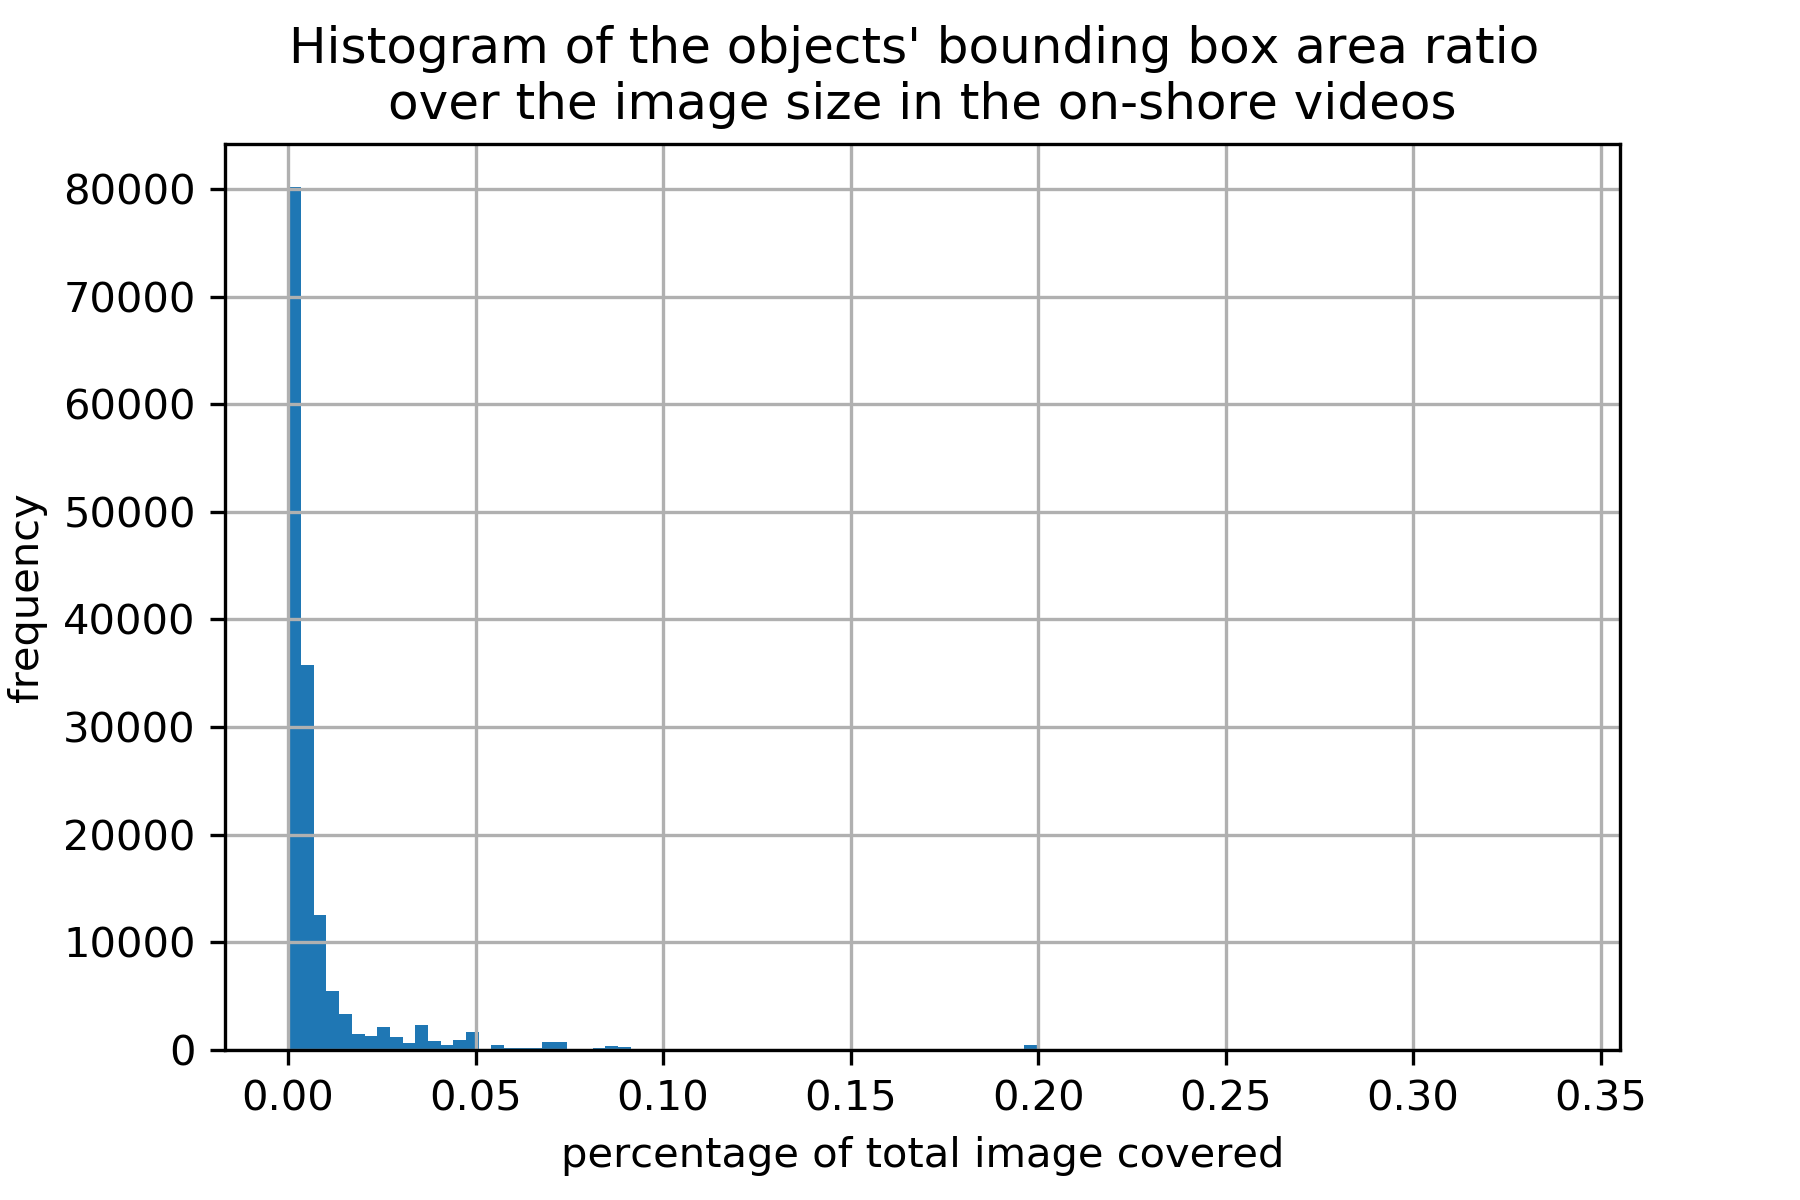 Histogram of the objects' bounding box area ratio
over the image size in the on-shore videos
80000
70000
60000
50000
40000
30000
20000
10000
0
frequency
0.00 0.05 0.10 0.15 0.20 0.25 0.30 0.35
percentage of total image covered